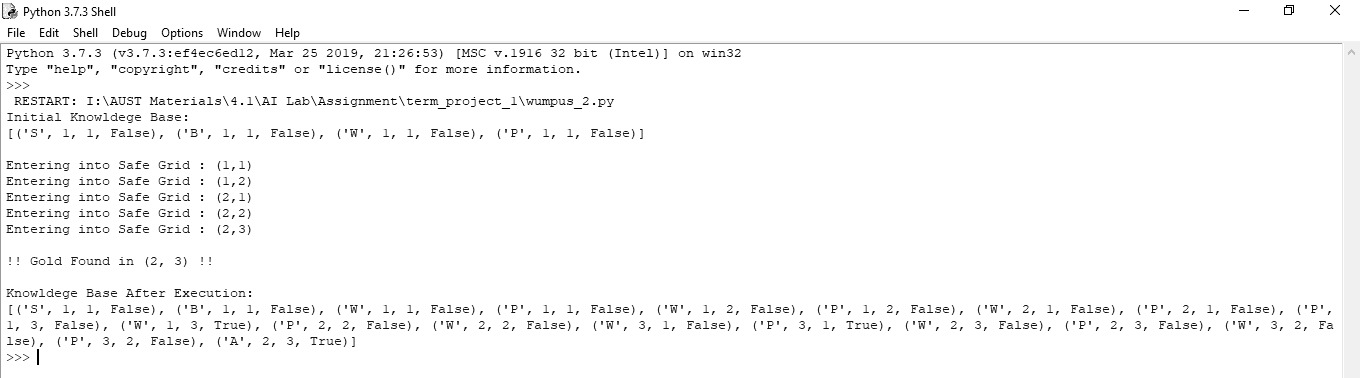 Python 3.7.3 Shell
File Edit Shell Debug Options Window Help
Python 3.7.3 (v3.7.3:ef4ec6ed12, Mar 25 2019, 21:26:53) [MSC v.1916 32 bit (Intel)] on win32
Type "help", "copyright", "credits" or "license()" for more information.
>>>
RESTART: I:\AUST Materials\4.1\AI Lab\Assignment\term_project_1\wumpus_2.py
Initial Knowldege Base:
[('S', 1, 1, False), ('B', 1, 1, False), ('W', 1, 1, False), ('P', 1, 1, False)]
Entering into Safe Grid : (1,1)
Entering into Safe Grid : (1,2)
Entering into Safe Grid : (2,1)
Entering into Safe Grid : (2,2)
Entering into Safe Grid : (2,3)
!! Gold Found in (2, 3) !!
Knowldege Base After Execution:
[('S', 1, 1, False), ('B', 1, 1, False), ('W', 1, 1, False), ('P', 1, 1, False), ('W', 1, 2, False), ('P', 1, 2, False), ('W', 2, 1, False), ('P', 2, 1, False), ('P',
1, 3, False), ('W', 1, 3, True), ('P', 2, 2, False), ('W', 2, 2, False), ('W', 3, 1, False), ('P', 3, 1, True), ('W', 2, 3, False), ('P', 2, 3, False), ('W', 3, 2, Fa
lse), ('P', 3, 2, False), ('A', 2, 3, True)]
>>>